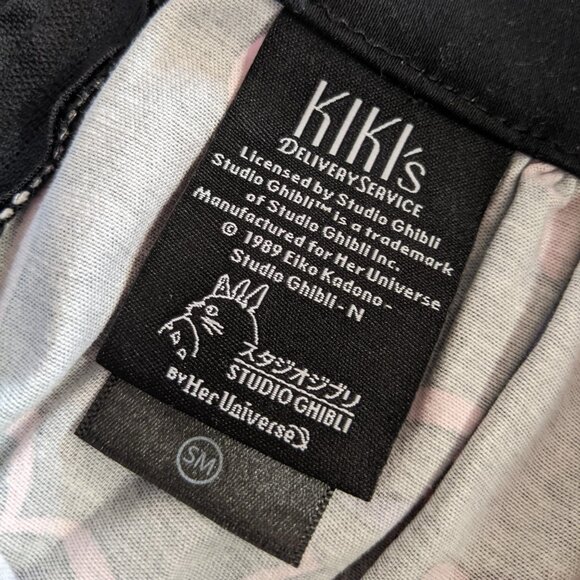 KIKI's
DELIVERY SERVICE
Licensed by Studio Ghibli
Studio Ghibli™ is a trademark
of Studio Ghibli Inc.
Manufactured for Her Universe
© 1989 Eiko Kadono -
Studio Ghibli - N
スタジオジブリ
STUDIO GHIBLI
BY Her Universe
SM